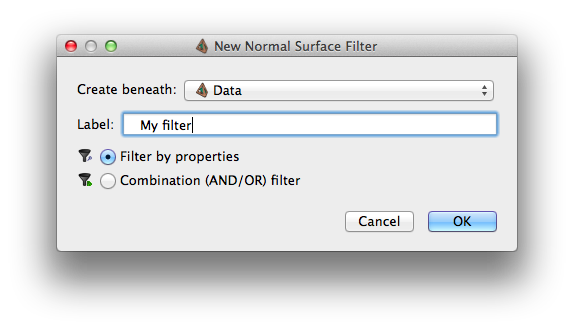 New Normal Surface Filter
Create beneath: Data
Label: My filter
Filter by properties
Combination (AND/OR) filter
Cancel OK